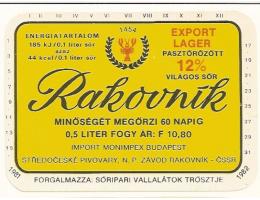 I II III IV V VI VII VIII IX X XI XII
1454
ENERGIATARTALOM
185 kJ/0.1 liter sör
azaz
44 kcal/0.1 liter sör
EXPORT
LAGER
PASZTŐRÖZÖTT
12%
VILÁGOS SÖR
Rakovník
MINŐSÉGÉT MEGŐRZI 60 NAPIG
0,5 LITER FOGY ÁR: F 10,80
IMPORT MONIMPEX BUDAPEST
STŘEDOČESKÉ PIVOVARY, N. P. ZÁVOD RAKOVNÍK - ČSSR
1981
1982
FORGALMAZZA: SÖRIPARI VALLALATOK TRÖSZTJE